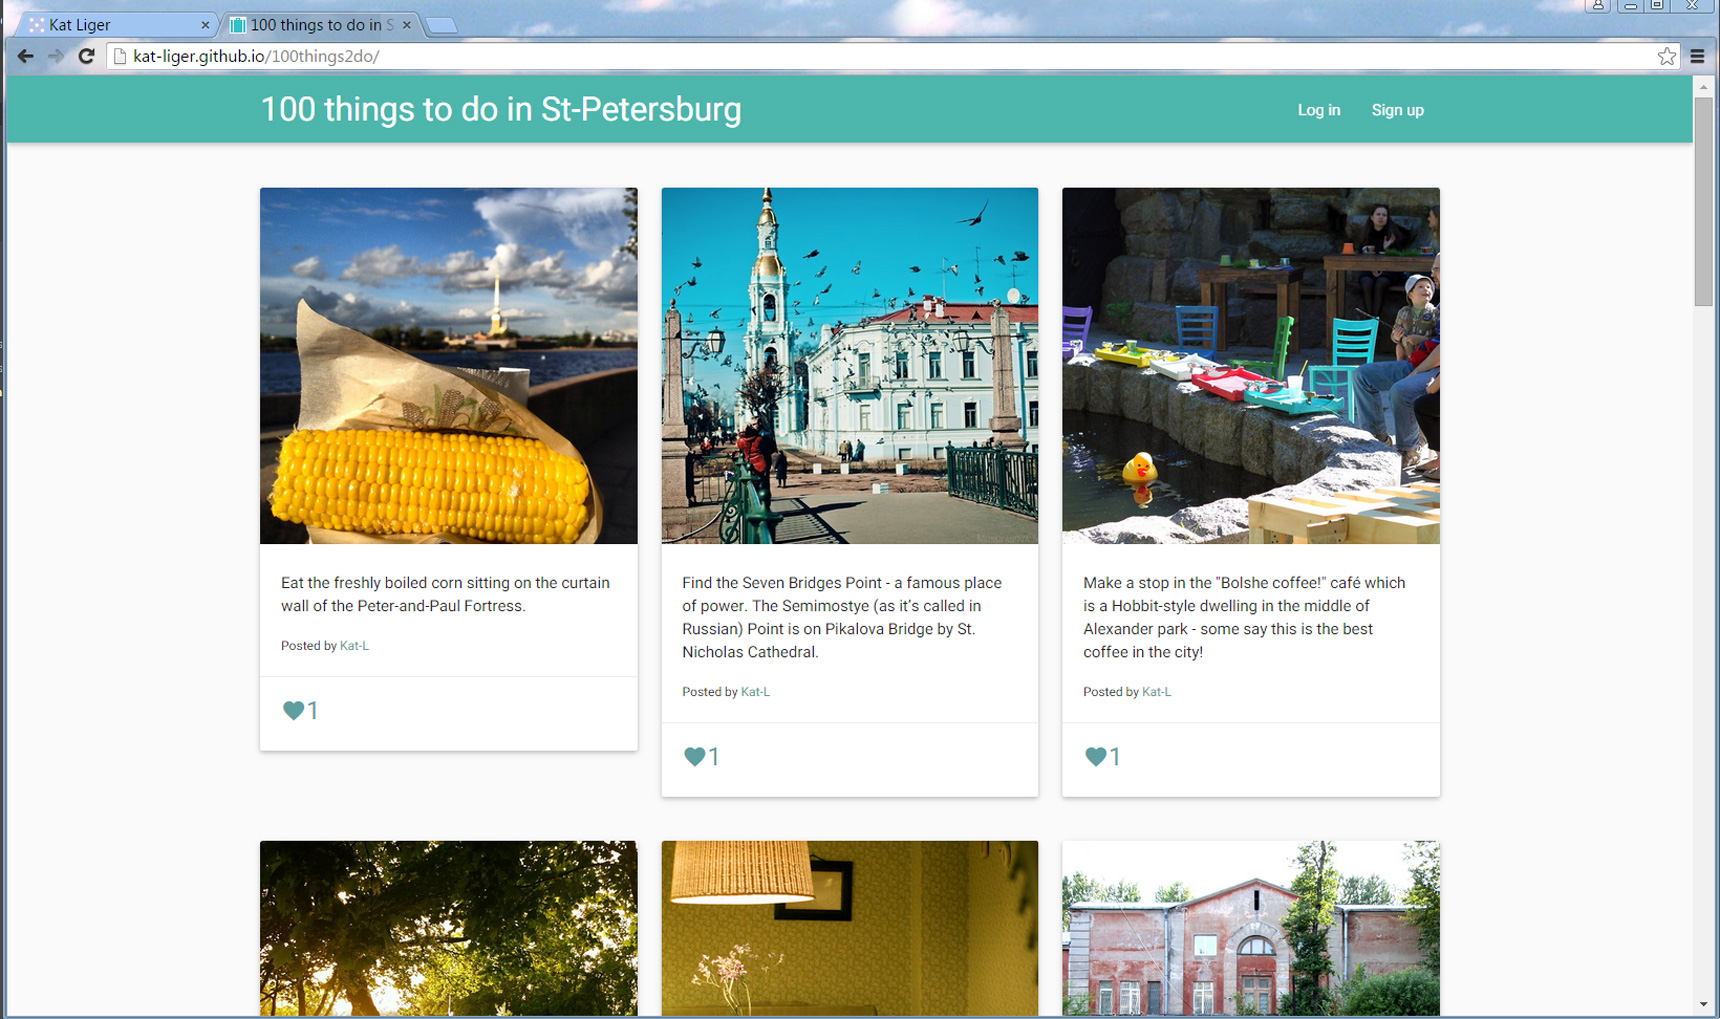 Kat Liger
100 things to do in S
kat-liger.github.io/100things2do/
100 things to do in St-Petersburg
Log in
Sign up
Eat the freshly boiled corn sitting on the curtain
wall of the Peter-and-Paul Fortress.
Posted by Kat-L
1
Find the Seven Bridges Point - a famous place
of power. The Semimostye (as it's called in
Russian) Point is on Pikalova Bridge by St.
Nicholas Cathedral.
Posted by Kat-L
1
Make a stop in the "Bolshe coffee!" café which
is a Hobbit-style dwelling in the middle of
Alexander park - some say this is the best
coffee in the city!
Posted by Kat-L
1